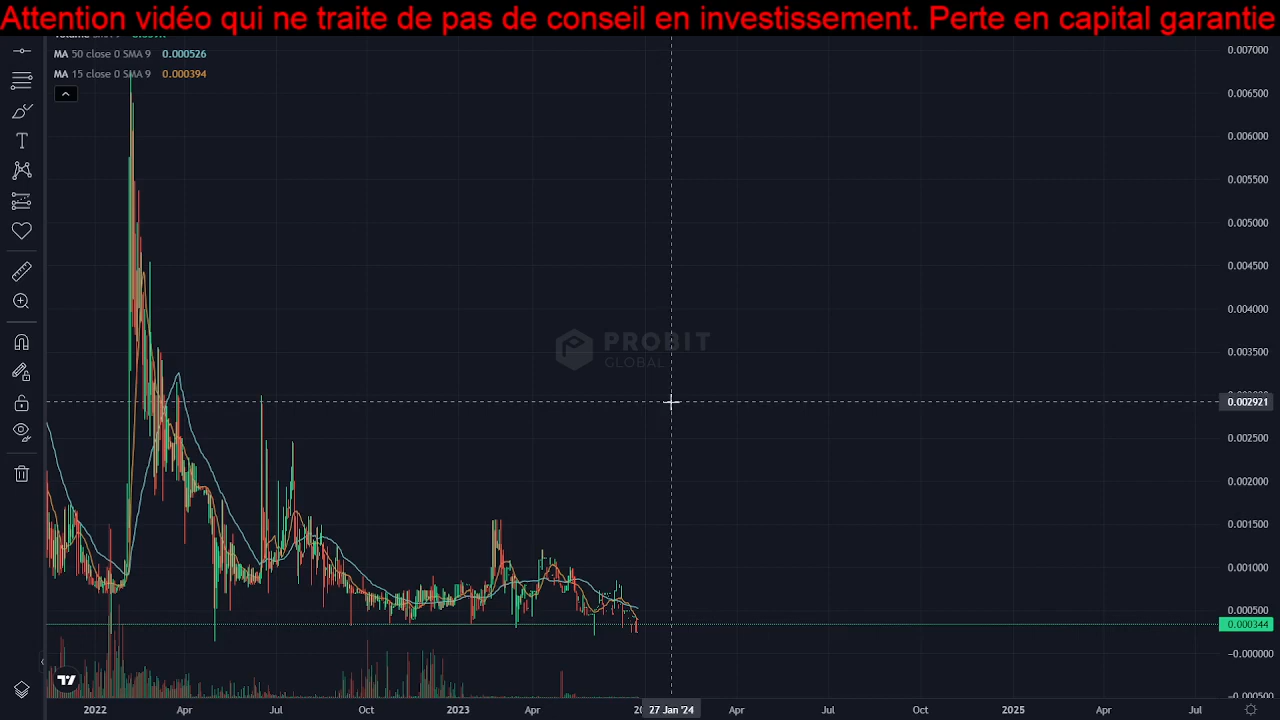 Attention vidéo qui ne traite de pas de conseil en investissement. Perte en capital garantie
MA 50 close 0 SMA 9 0.000526
MA 15 close 0 SMA 9 0.000394
0.007000
0.006500
0.006000
0.005500
0.005000
0.004500
0.004000
0.003500
0.002921
0.002500
0.002000
0.001500
0.001000
0.000500
0.000344
−0.000000
PROBIT
GLOBAL
2022 Apr Jul Oct 2023 Apr 27 Jan '24 Apr Jul Oct 2025 Apr Jul